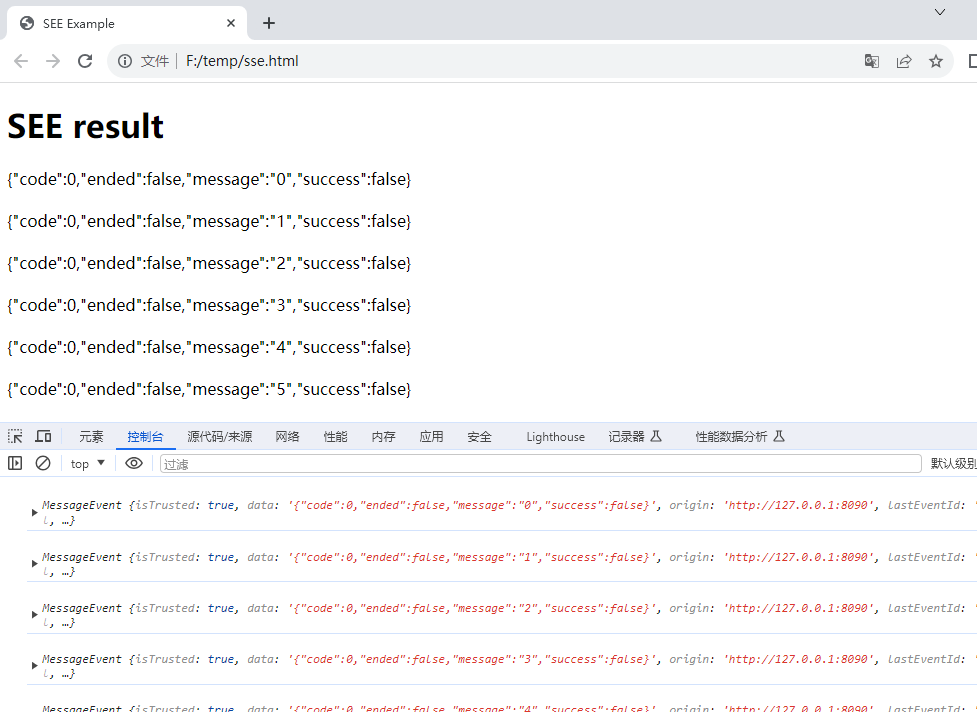 SEE Example
文件 F:/temp/sse.html
SEE result
{"code":0,"ended":false,"message":"0","success":false}
{"code":0,"ended":false,"message":"1","success":false}
{"code":0,"ended":false,"message":"2","success":false}
{"code":0,"ended":false,"message":"3","success":false}
{"code":0,"ended":false,"message":"4","success":false}
{"code":0,"ended":false,"message":"5","success":false}
元素 控制台 源代码/来源 网络 性能 内存 应用 安全 Lighthouse 记录器 性能数据分析
top 过滤 默认级别
MessageEvent {isTrusted: true, data: '{"code":0,"ended":false,"message":"0","success":false}', origin: 'http://127.0.0.1:8090', lastEventId: '
l, …}
MessageEvent {isTrusted: true, data: '{"code":0,"ended":false,"message":"1","success":false}', origin: 'http://127.0.0.1:8090', lastEventId: '
l, …}
MessageEvent {isTrusted: true, data: '{"code":0,"ended":false,"message":"2","success":false}', origin: 'http://127.0.0.1:8090', lastEventId: '
l, …}
MessageEvent {isTrusted: true, data: '{"code":0,"ended":false,"message":"3","success":false}', origin: 'http://127.0.0.1:8090', lastEventId: '
l, …}
MessageEvent {isTrusted: true, data: '{"code":0,"ended":false,"message":"4","success":false}', origin: 'http://127.0.0.1:8090', lastEventId: '